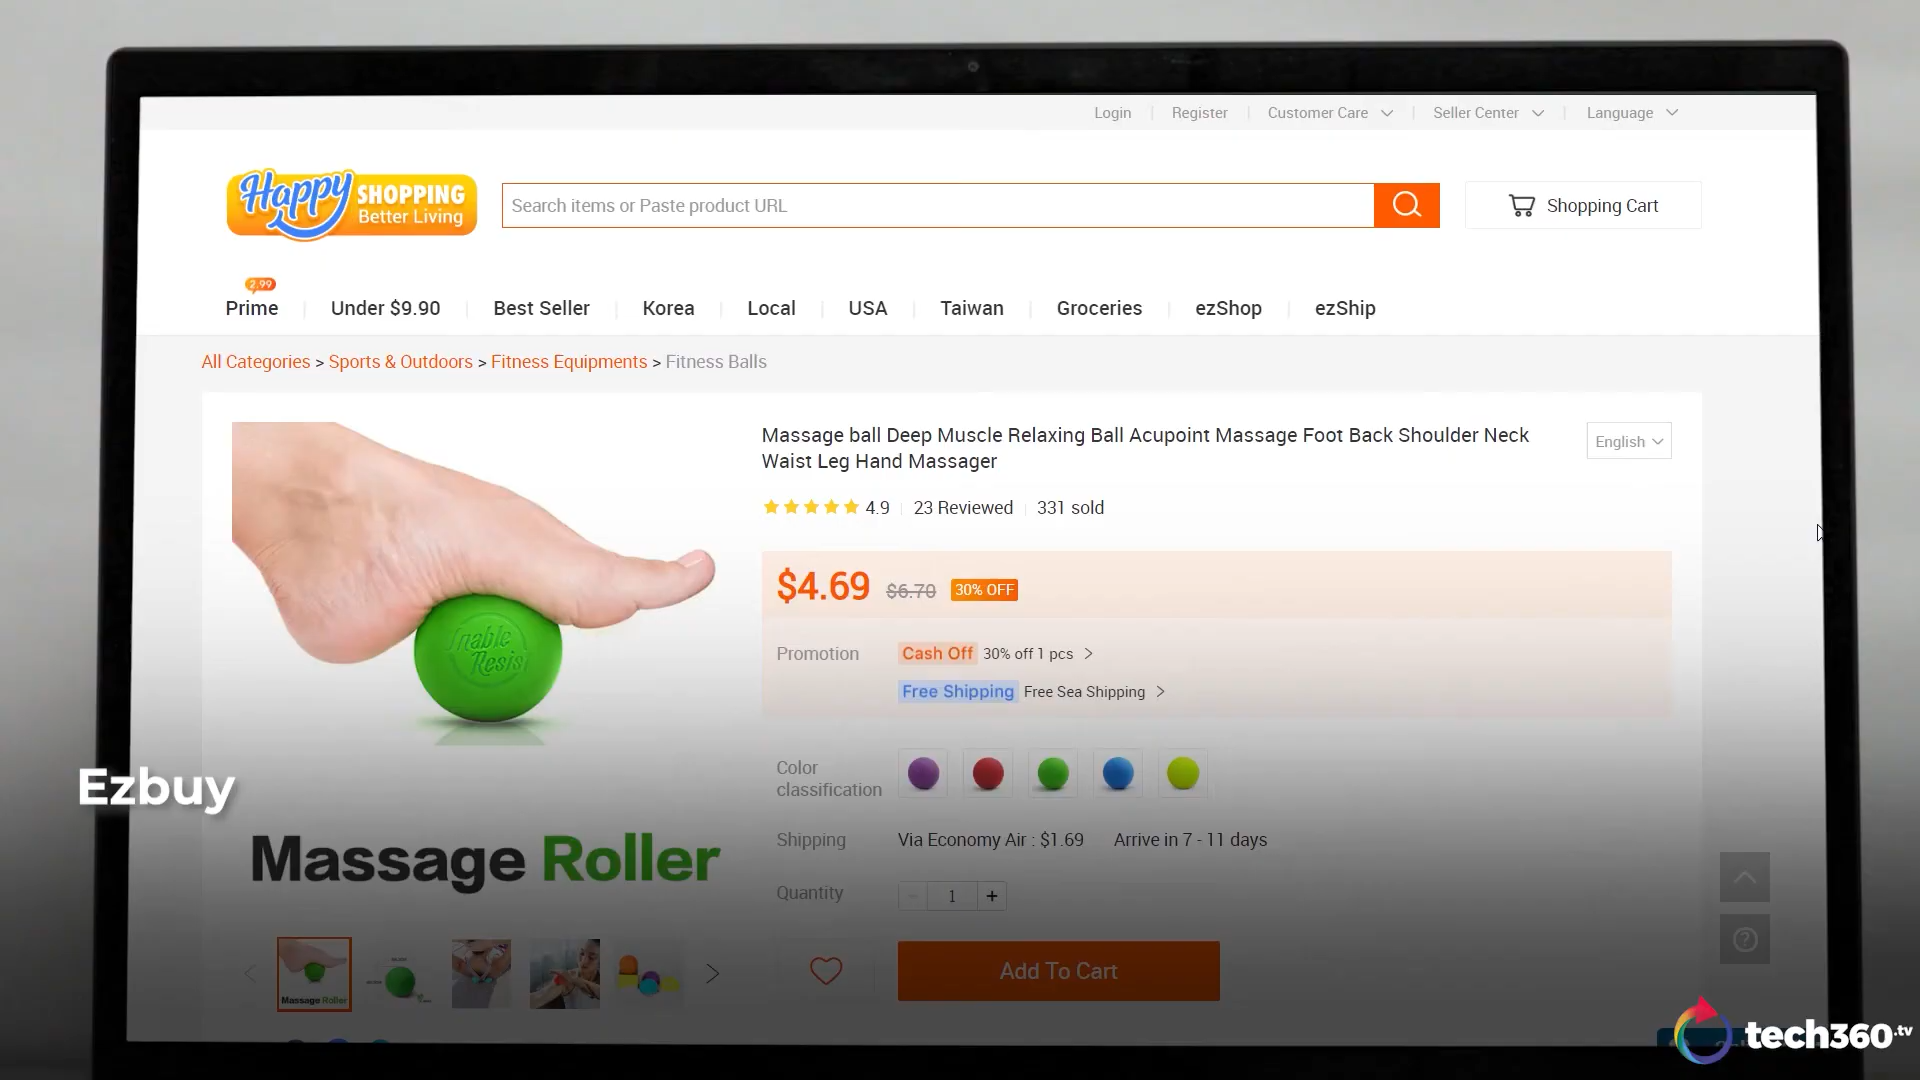 Login
Register
Customer Care
Seller Center
Language
Happy SHOPPING
Better Living
Search items or Paste product URL
Shopping Cart
2.99
Prime
Under $9.90
Best Seller
Korea
Local
USA
Taiwan
Groceries
ezShop
ezShip
All Categories > Sports & Outdoors > Fitness Equipments > Fitness Balls
Massage ball Deep Muscle Relaxing Ball Acupoint Massage Foot Back Shoulder Neck
Waist Leg Hand Massager
English
4.9
23 Reviewed
331 sold
$4.69 $6.70 30% OFF
Promotion
Cash Off 30% off 1 pcs
Free Shipping Free Sea Shipping
nable
Resis
Color
classification
Ezbuy
Massage Roller
Shipping
Via Economy Air : $1.69
Arrive in 7 - 11 days
Quantity
1
Massage Roller
Add To Cart
tech360.tv